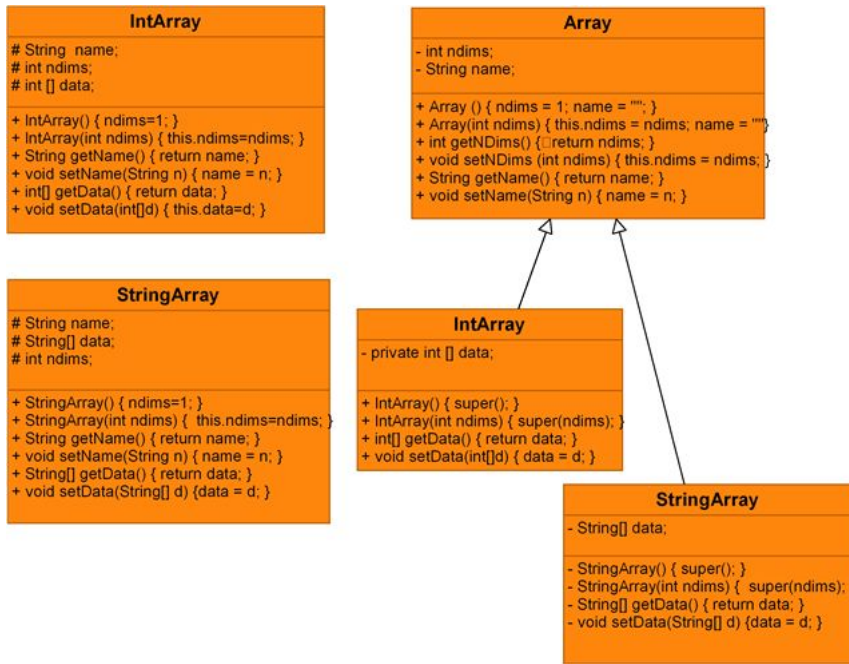 IntArray
# String name;
# int ndims;
# int [] data;
+ IntArray() { ndims=1; }
+ IntArray(int ndims) { this.ndims=ndims; }
+ String getName() { return name; }
+ void setName(String n) { name = n; }
+ int[] getData() { return data; }
+ void setData(int[]d) { this.data=d; }
Array
- int ndims;
- String name;
+ Array () { ndims = 1; name = ""; }
+ Array(int ndims) { this.ndims = ndims; name = ""}
+ int getNDims() {□return ndims; }
+ void setNDims (int ndims) { this.ndims = ndims; }
+ String getName() { return name; }
+ void setName(String n) { name = n; }
StringArray
# String name;
# String[] data;
# int ndims;
+ StringArray() { ndims=1; }
+ StringArray(int ndims) { this.ndims=ndims; }
+ String getName() { return name; }
+ void setName(String n) { name = n; }
+ String[] getData() { return data; }
+ void setData(String[] d) {data = d; }
IntArray
- private int [] data;
+ IntArray() { super(); }
+ IntArray(int ndims) { super(ndims); }
+ int[] getData() { return data; }
+ void setData(int[]d) { data = d; }
StringArray
- String[] data;
- StringArray() { super(); }
- StringArray(int ndims) { super(ndims);
- String[] getData() { return data; }
- void setData(String[] d) {data = d; }